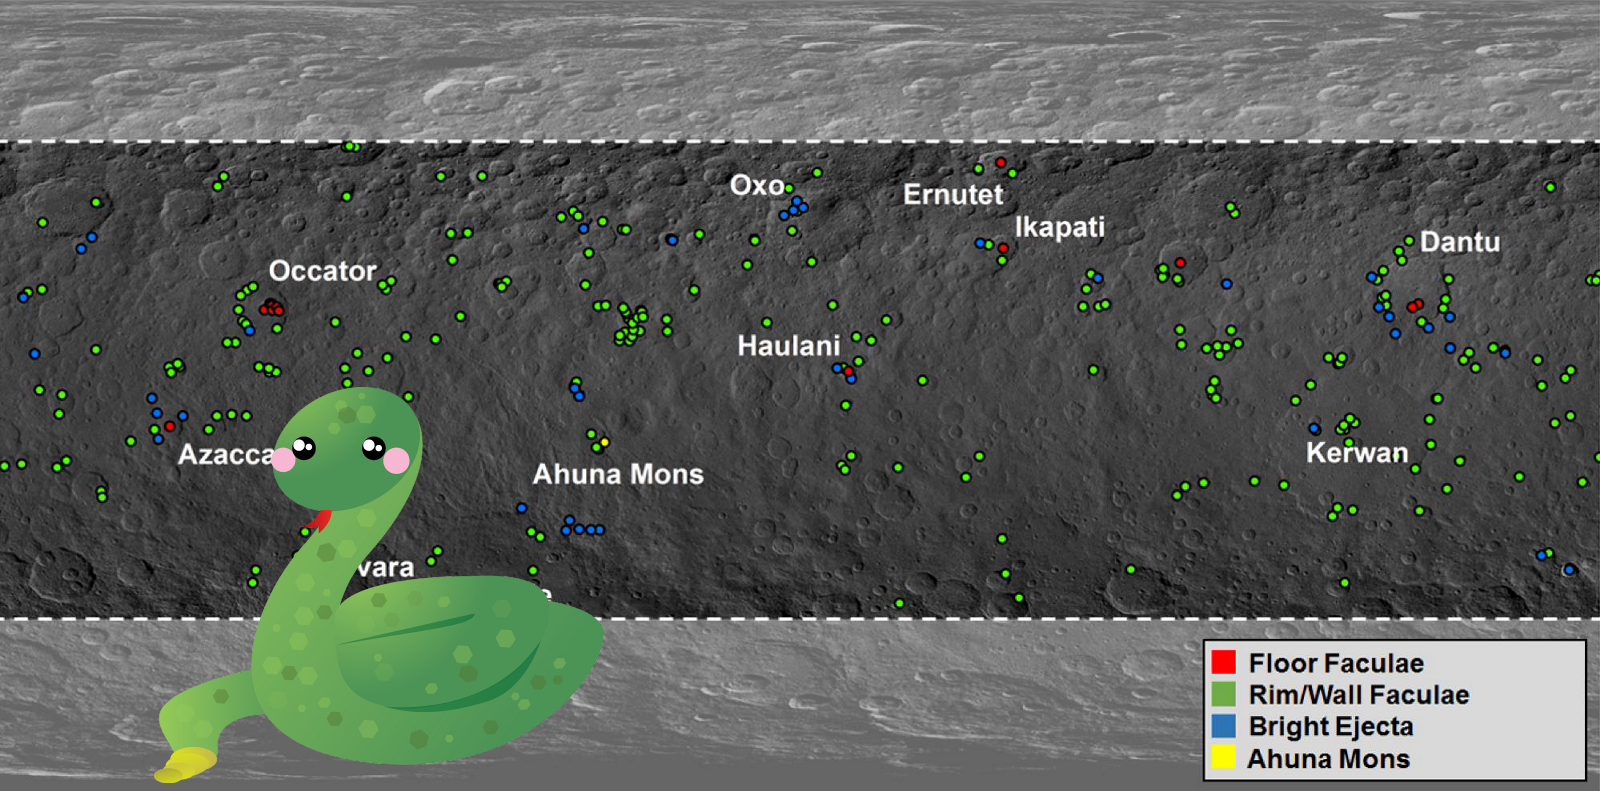 Oxo
Ernutet
Ikapati
Dantu
Occator
Haulani
Azacca
Kerwan
Ahuna Mons
vara
e
Floor Faculae
Rim/Wall Faculae
Bright Ejecta
Ahuna Mons